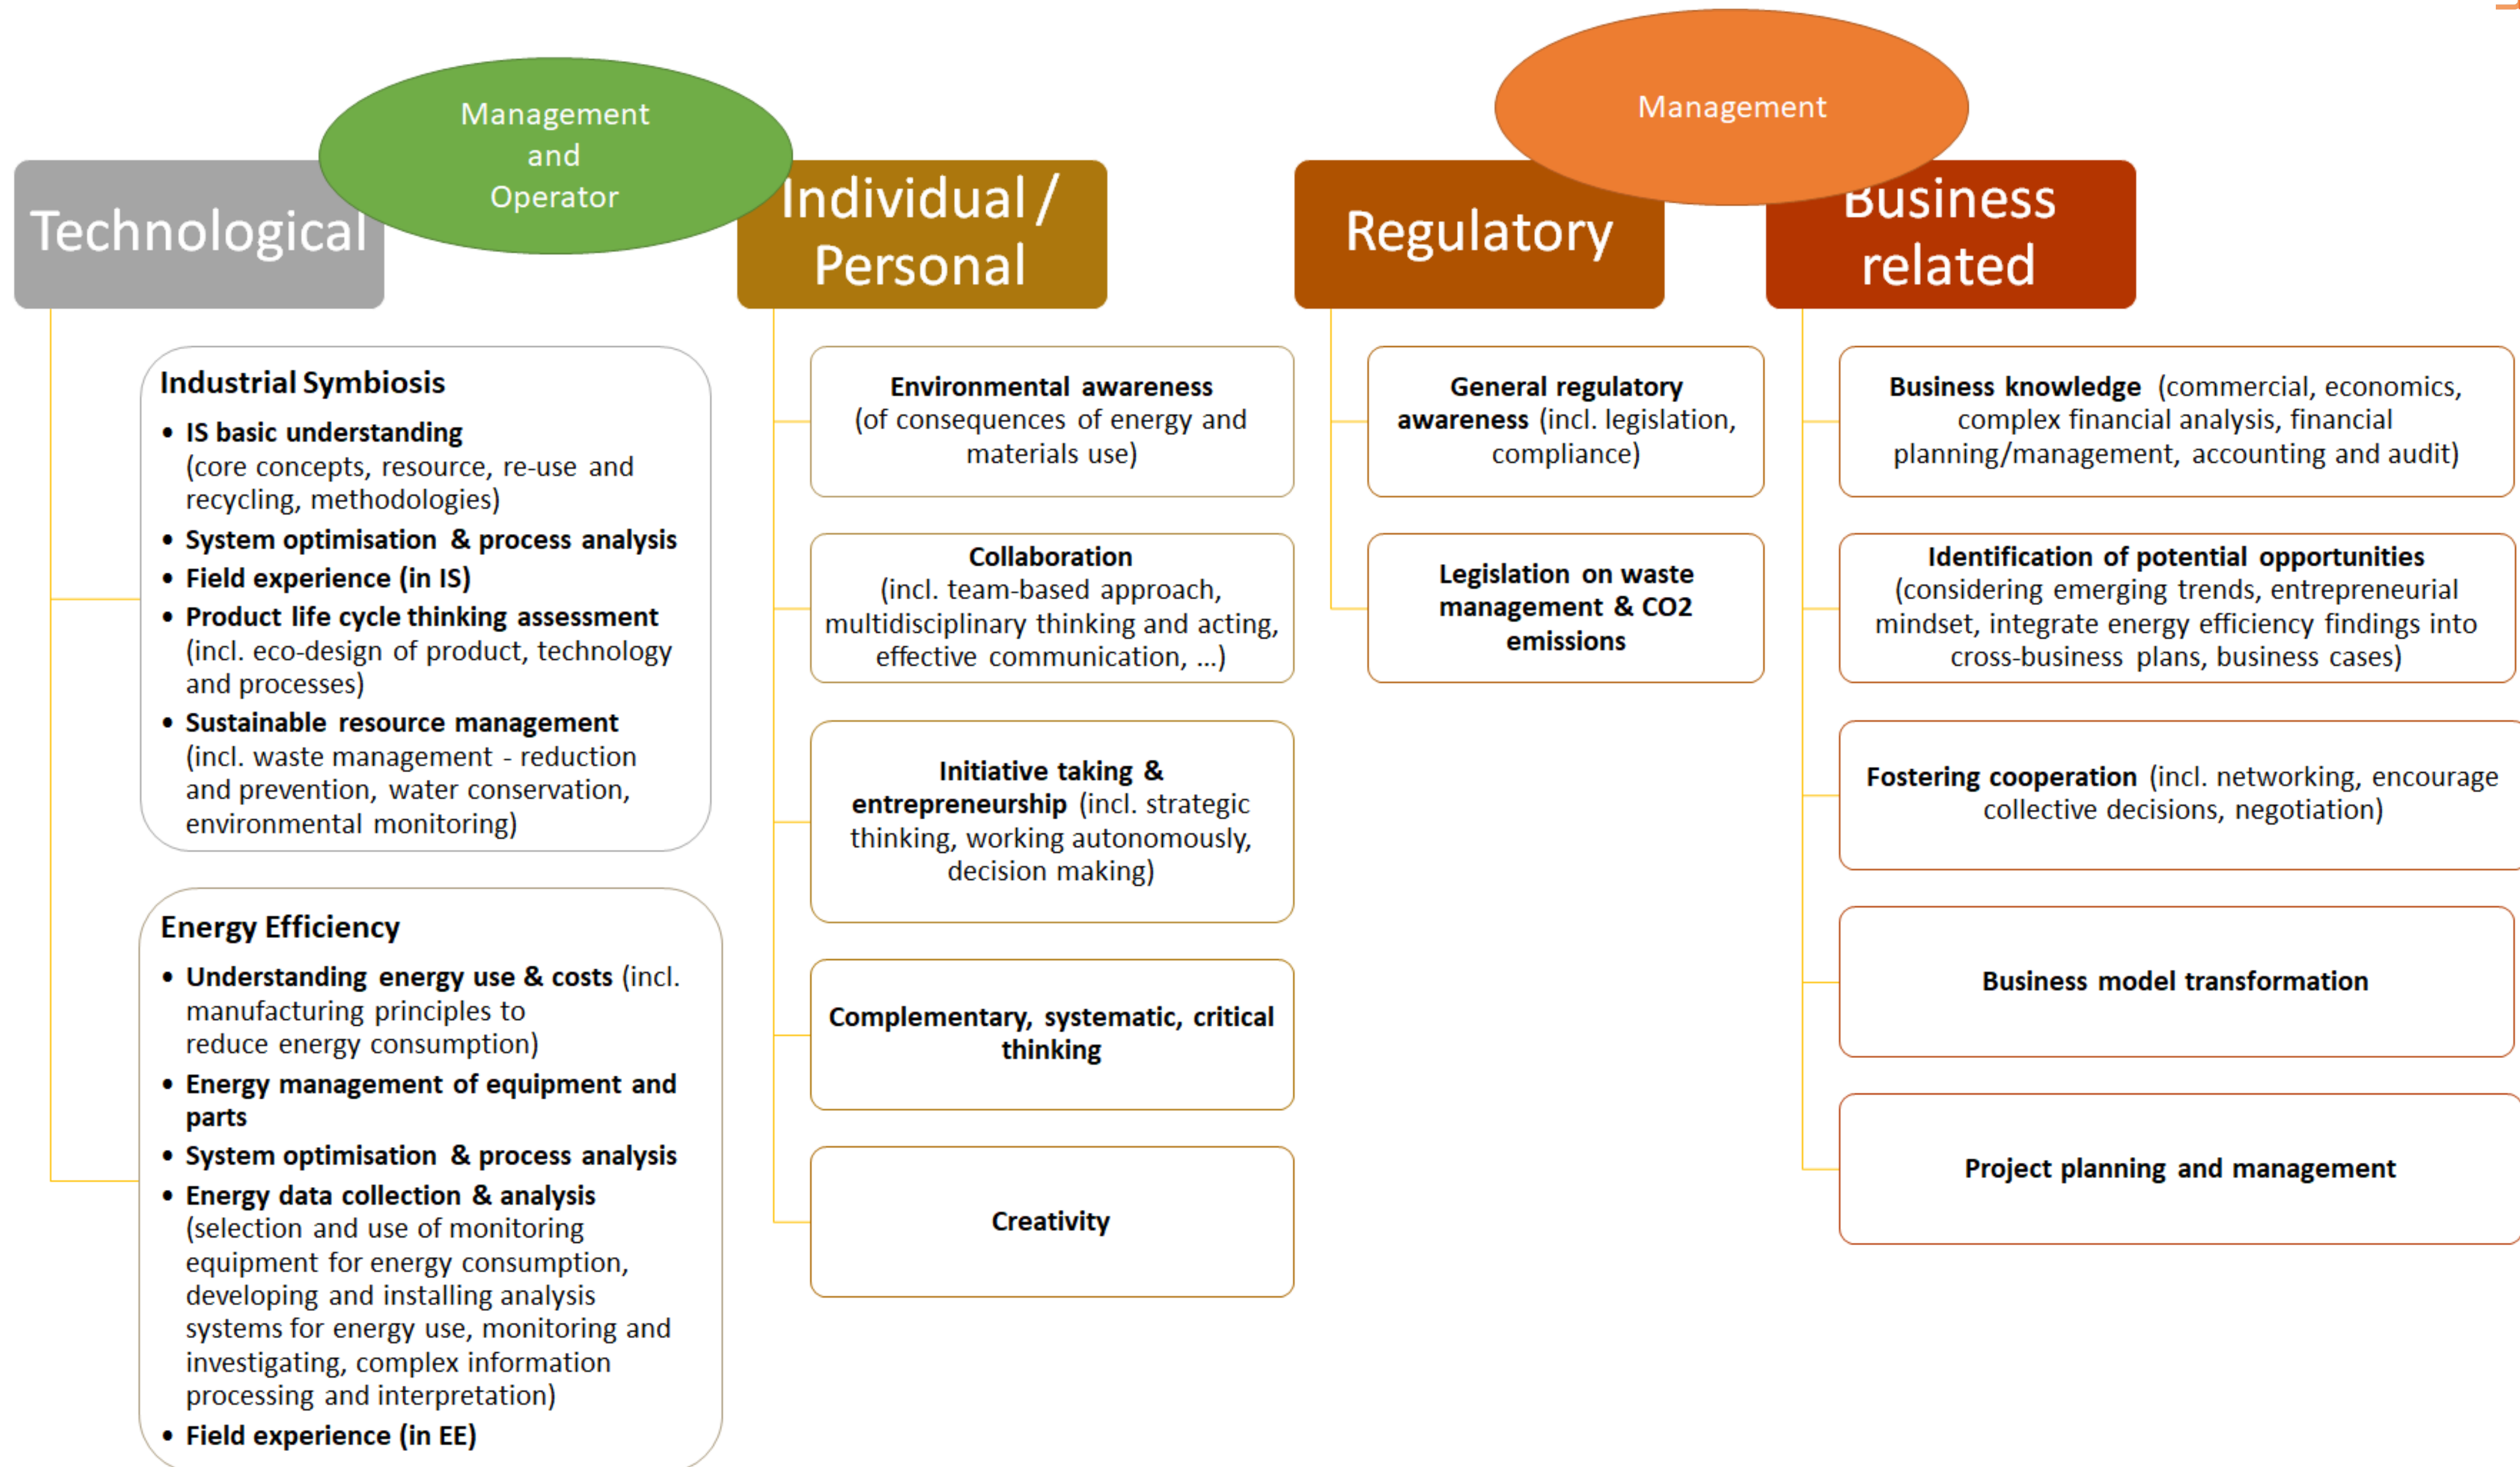 Management
and
Operator
Management
Technological
Individual /
Personal
Regulatory
Business
related
Industrial Symbiosis
• IS basic understanding
(core concepts, resource, re-use and
recycling, methodologies)
• System optimisation & process analysis
• Field experience (in IS)
• Product life cycle thinking assessment
(incl. eco-design of product, technology
and processes)
• Sustainable resource management
(incl. waste management - reduction
and prevention, water conservation,
environmental monitoring)
Energy Efficiency
• Understanding energy use & costs (incl.
manufacturing principles to
reduce energy consumption)
• Energy management of equipment and
parts
• System optimisation & process analysis
• Energy data collection & analysis
(selection and use of monitoring
equipment for energy consumption,
developing and installing analysis
systems for energy use, monitoring and
investigating, complex information
processing and interpretation)
• Field experience (in EE)
Environmental awareness
(of consequences of energy and
materials use)
Collaboration
(incl. team-based approach,
multidisciplinary thinking and acting,
effective communication, ...)
Initiative taking &
entrepreneurship (incl. strategic
thinking, working autonomously,
decision making)
Complementary, systematic, critical
thinking
Creativity
General regulatory
awareness (incl. legislation,
compliance)
Legislation on waste
management & CO2
emissions
Business knowledge (commercial, economics,
complex financial analysis, financial
planning/management, accounting and audit)
Identification of potential opportunities
(considering emerging trends, entrepreneurial
mindset, integrate energy efficiency findings into
cross-business plans, business cases)
Fostering cooperation (incl. networking, encourage
collective decisions, negotiation)
Business model transformation
Project planning and management